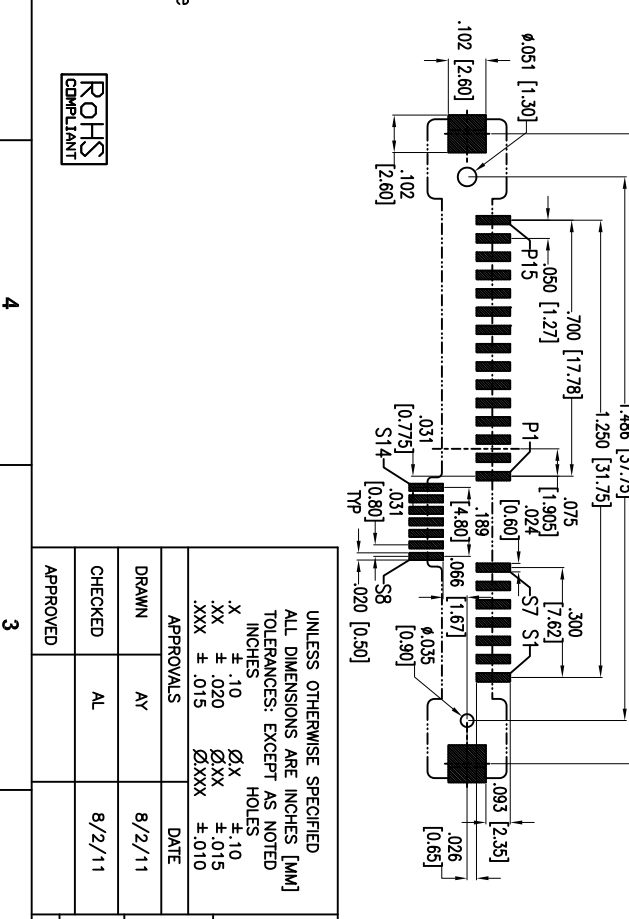 e
RoHS
COMPLIANT
4
3
1.486 [37.75]
1.250 [31.75]
.700 [17.78]
.050 [1.27]
P15
P1
.075
[1.905]
.024
[0.60]
.300
[7.62]
S7 S1
Ø.051 [1.30]
.102 [2.60]
.102
[2.60]
.031
[0.775]
S14
.031
[0.80]
TYP
.189
[4.80]
S8
.020 [0.50]
.066 [1.67]
Ø.035
[0.90]
.093 [2.35]
.026
[0.65]
UNLESS OTHERWISE SPECIFIED
ALL DIMENSIONS ARE INCHES [MM]
TOLERANCES: EXCEPT AS NOTED
INCHES HOLES
.X ± .10 Ø.X ±.10
.XX ± .020 Ø.XX ±.015
.XXX ± .015 Ø.XXX ±.010
APPROVALS DATE
DRAWN AY 8/2/11
CHECKED AL 8/2/11
APPROVED